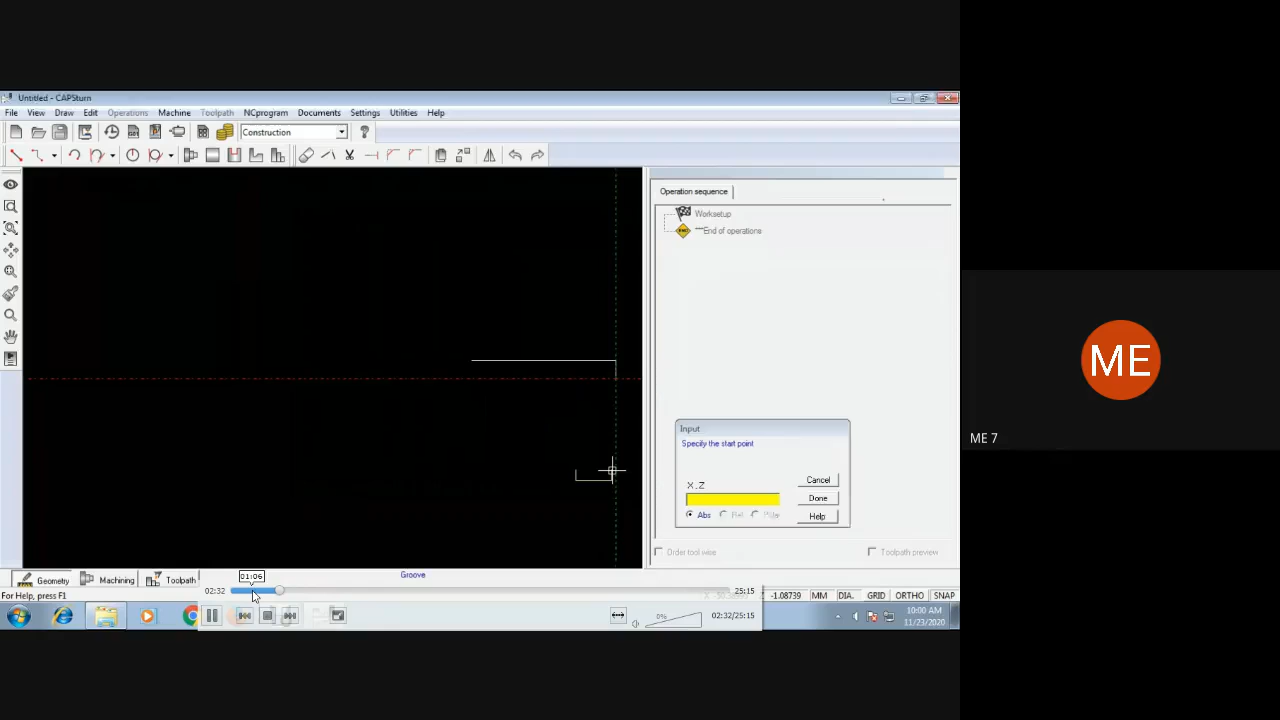 Untitled - CAPSturn
File View Draw Edit Operations Machine Toolpath NCprogram Documents Settings Utilities Help
Construction
Operation sequence
Worksetup
***End of operations
Input
Specify the start point
X,Z
Cancel
Done
Abs
Help
Order tool wise
Toolpath preview
Geometry Machining Toolpath
Groove
01:06
02:32
25:15
For Help, press F1
-1.08739 MM DIA. GRID ORTHO SNAP
0%
02:32/25:15
10:00 AM
11/23/2020
ME
ME 7